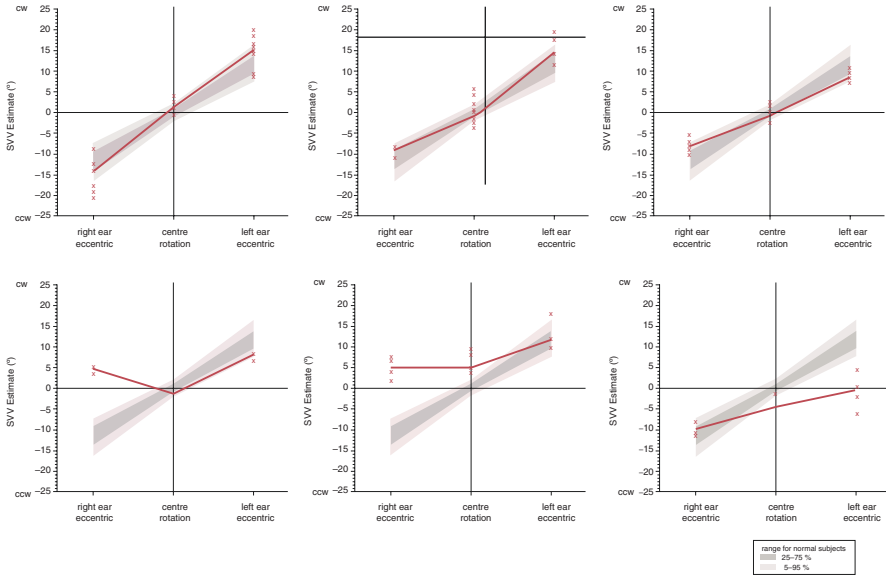 cw
25
20
15
10
5
0
−5
−10
−15
−20
−25
ccw
SVV Estimate (º)
right ear eccentric
centre rotation
left ear eccentric
cw
25
20
15
10
5
0
−5
−10
−15
−20
−25
ccw
SVV Estimate (º)
right ear eccentric
centre rotation
left ear eccentric
cw
25
20
15
10
5
0
−5
−10
−15
−20
−25
ccw
SVV Estimate (º)
right ear eccentric
centre rotation
left ear eccentric
cw
25
20
15
10
5
0
−5
−10
−15
−20
−25
ccw
SVV Estimate (º)
right ear eccentric
centre rotation
left ear eccentric
cw
25
20
15
10
5
0
−5
−10
−15
−20
−25
ccw
SVV Estimate (º)
right ear eccentric
centre rotation
left ear eccentric
cw
25
20
15
10
5
0
−5
−10
−15
−20
−25
ccw
SVV Estimate (º)
right ear eccentric
centre rotation
left ear eccentric
range for normal subjects
25–75 %
5–95 %